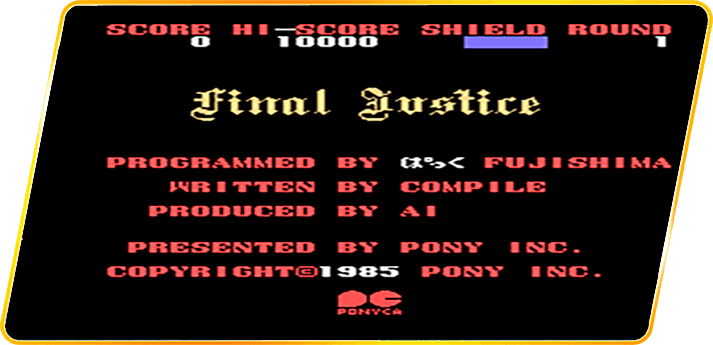 SCORE HI-SCORE SHIELD ROUND
0 10000 1
Final Justice
PROGRAMMED BY ぱっく FUJISHIMA
WRITTEN BY COMPILE
PRODUCED BY AI
PRESENTED BY PONY INC.
COPYRIGHT©1985 PONY INC.
PC
PONYCA